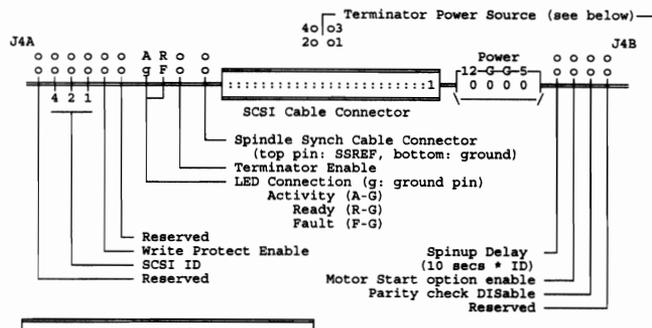 Terminator Power Source (see below)
4o o3
2o o1
J4A
J4B
A R
g F
Power
12-G-G-5
4 2 1
1
SCSI Cable Connector
Spindle Synch Cable Connector
(top pin: SSREF, bottom: ground)
Terminator Enable
LED Connection (g: ground pin)
Activity (A-G)
Ready (R-G)
Fault (F-G)
Reserved
Write Protect Enable
SCSI ID
Reserved
Spinup Delay
(10 secs * ID)
Motor Start option enable
Parity check DISable
Reserved